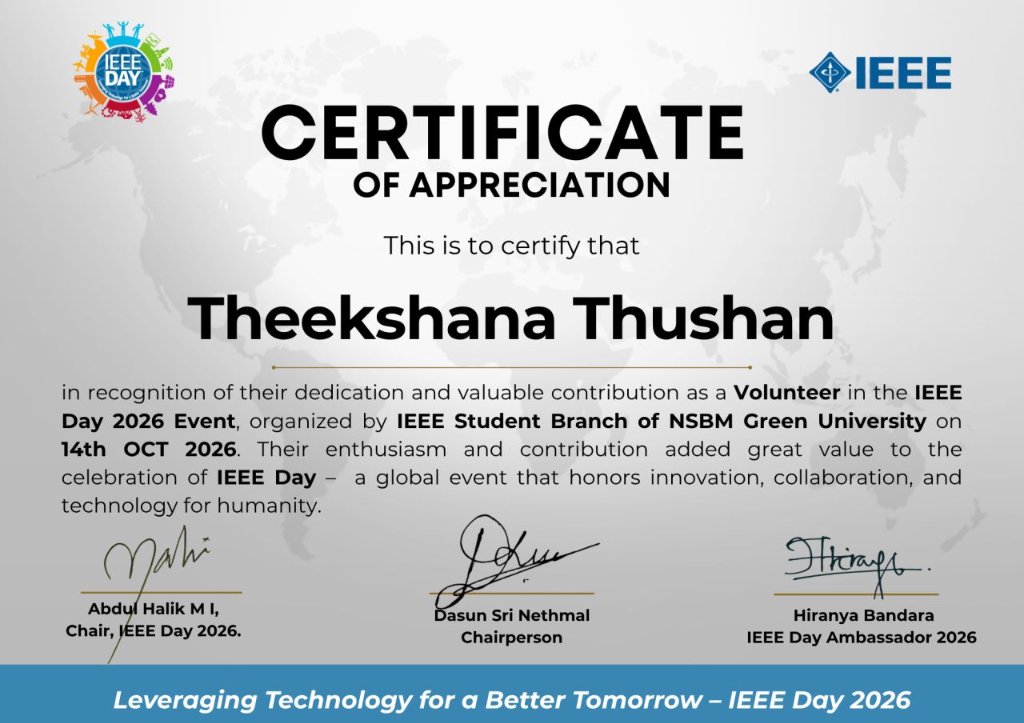 IEEE
DAY
IEEE
CERTIFICATE
OF APPRECIATION
This is to certify that
Theekshana Thushan
in recognition of their dedication and valuable contribution as a Volunteer in the IEEE
Day 2026 Event, organized by IEEE Student Branch of NSBM Green University on
14th OCT 2026. Their enthusiasm and contribution added great value to the
celebration of IEEE Day – a global event that honors innovation, collaboration, and
technology for humanity.
Abdul Halik M I,
Chair, IEEE Day 2026.
Dasun Sri Nethmal
Chairperson
Hiranya Bandara
IEEE Day Ambassador 2026
Leveraging Technology for a Better Tomorrow – IEEE Day 2026